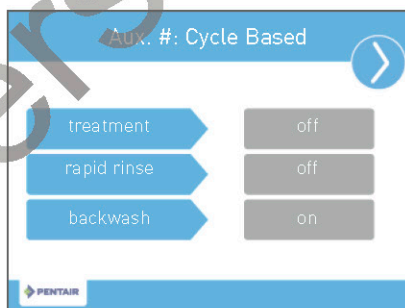 Aux. #: Cycle Based
treatment off
rapid rinse off
backwash on
PENTAIR